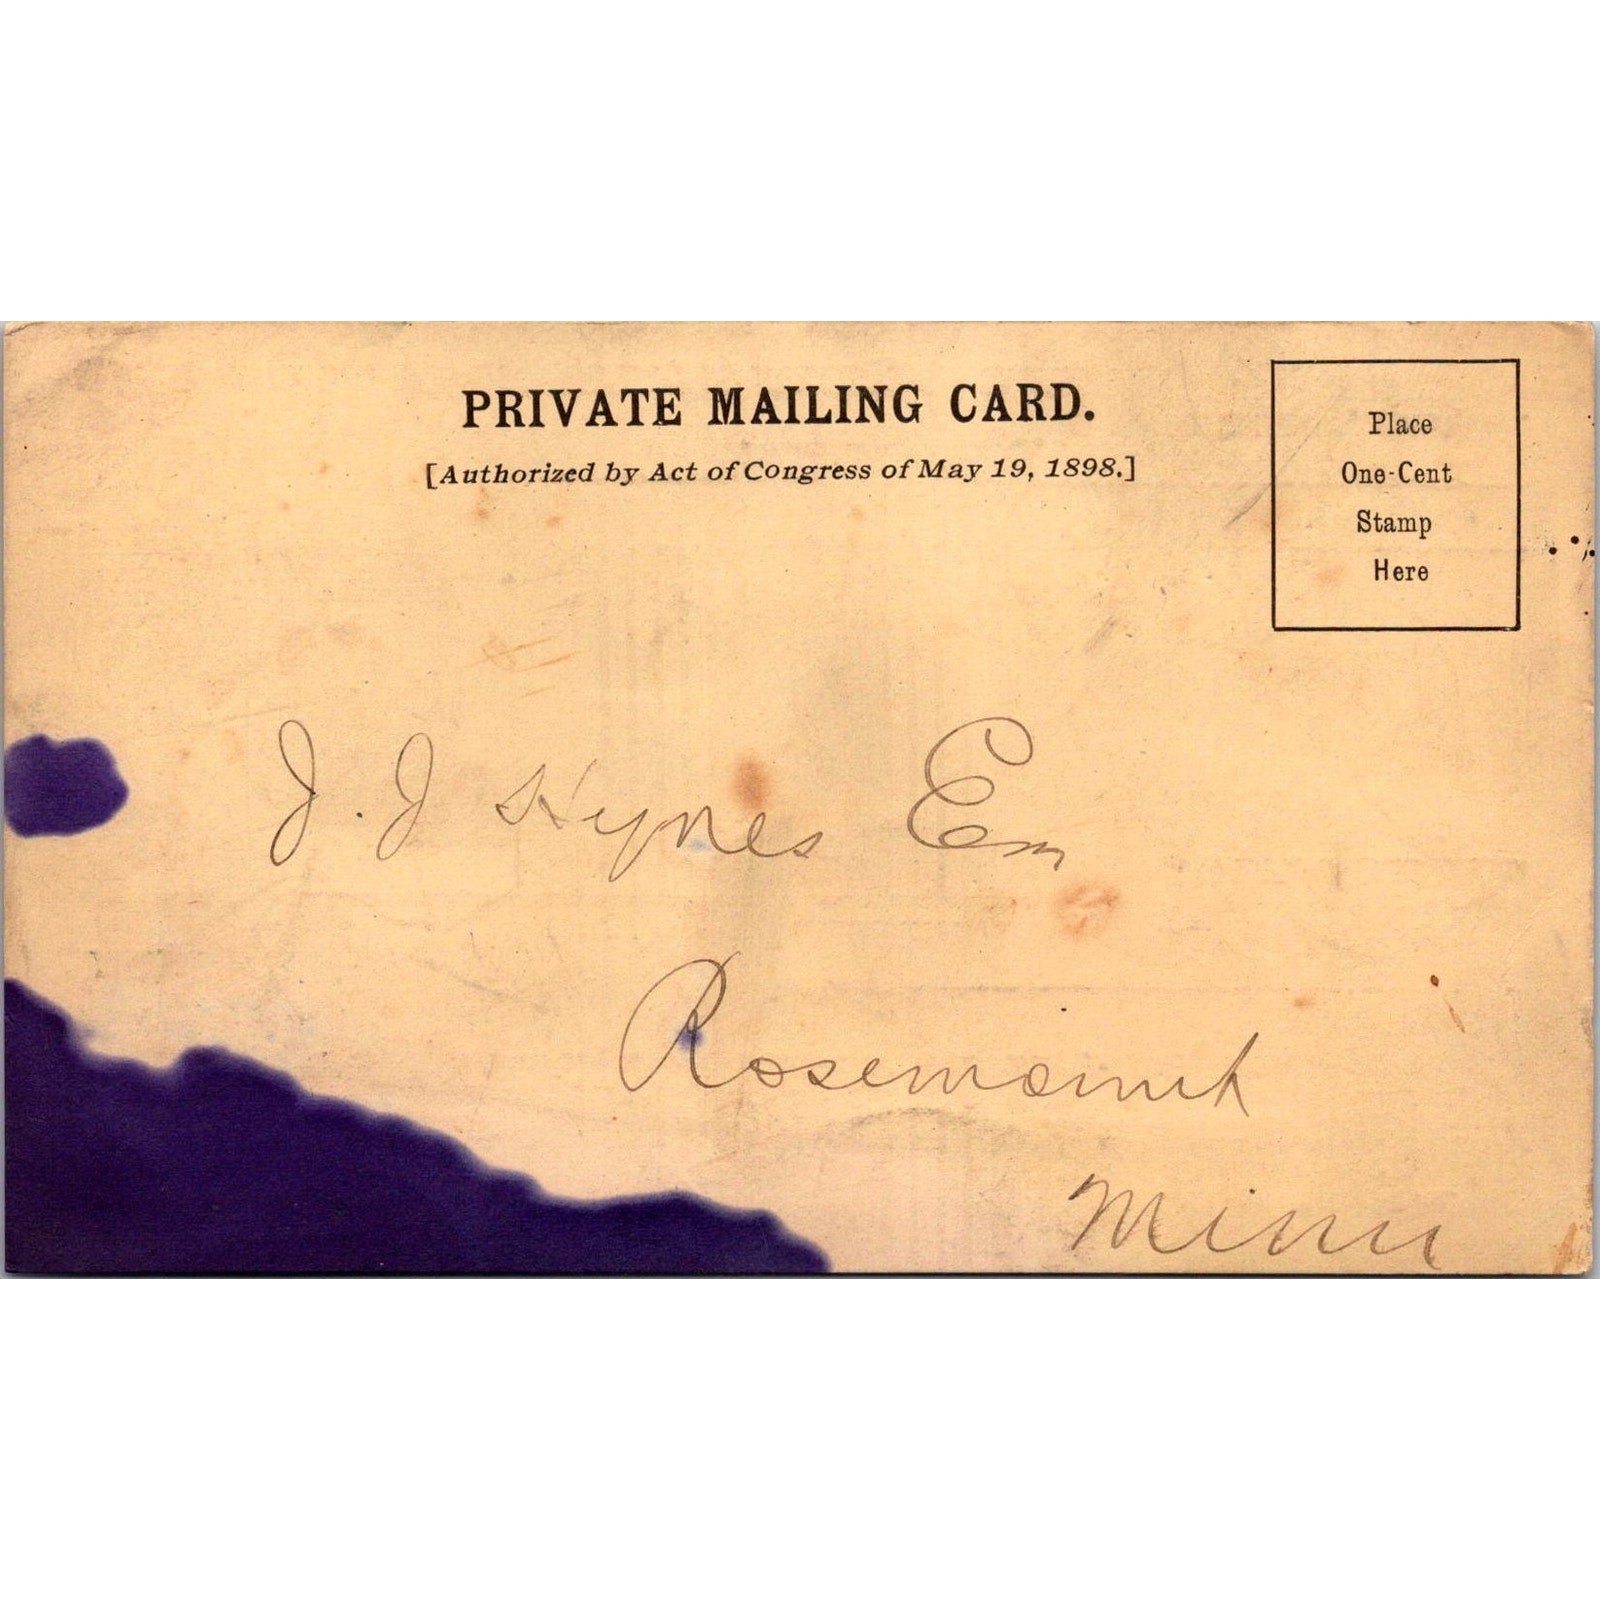 PRIVATE MAILING CARD.
[Authorized by Act of Congress of May 19, 1898.]
Place
One-Cent
Stamp
Here
J. J Hynes
Rosemount
Minn